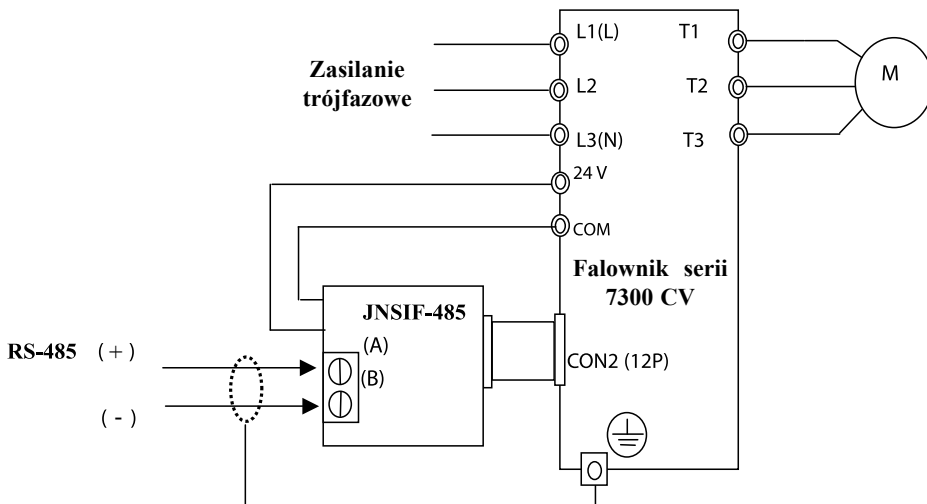 L1(L) T1
Zasilanie
trójfazowe
L2 T2
M
L3(N) T3
24 V
COM
Falownik serii
7300 CV
JNSIF-485
RS-485 (+) (A)
(B)
CON2 (12P)
(-)